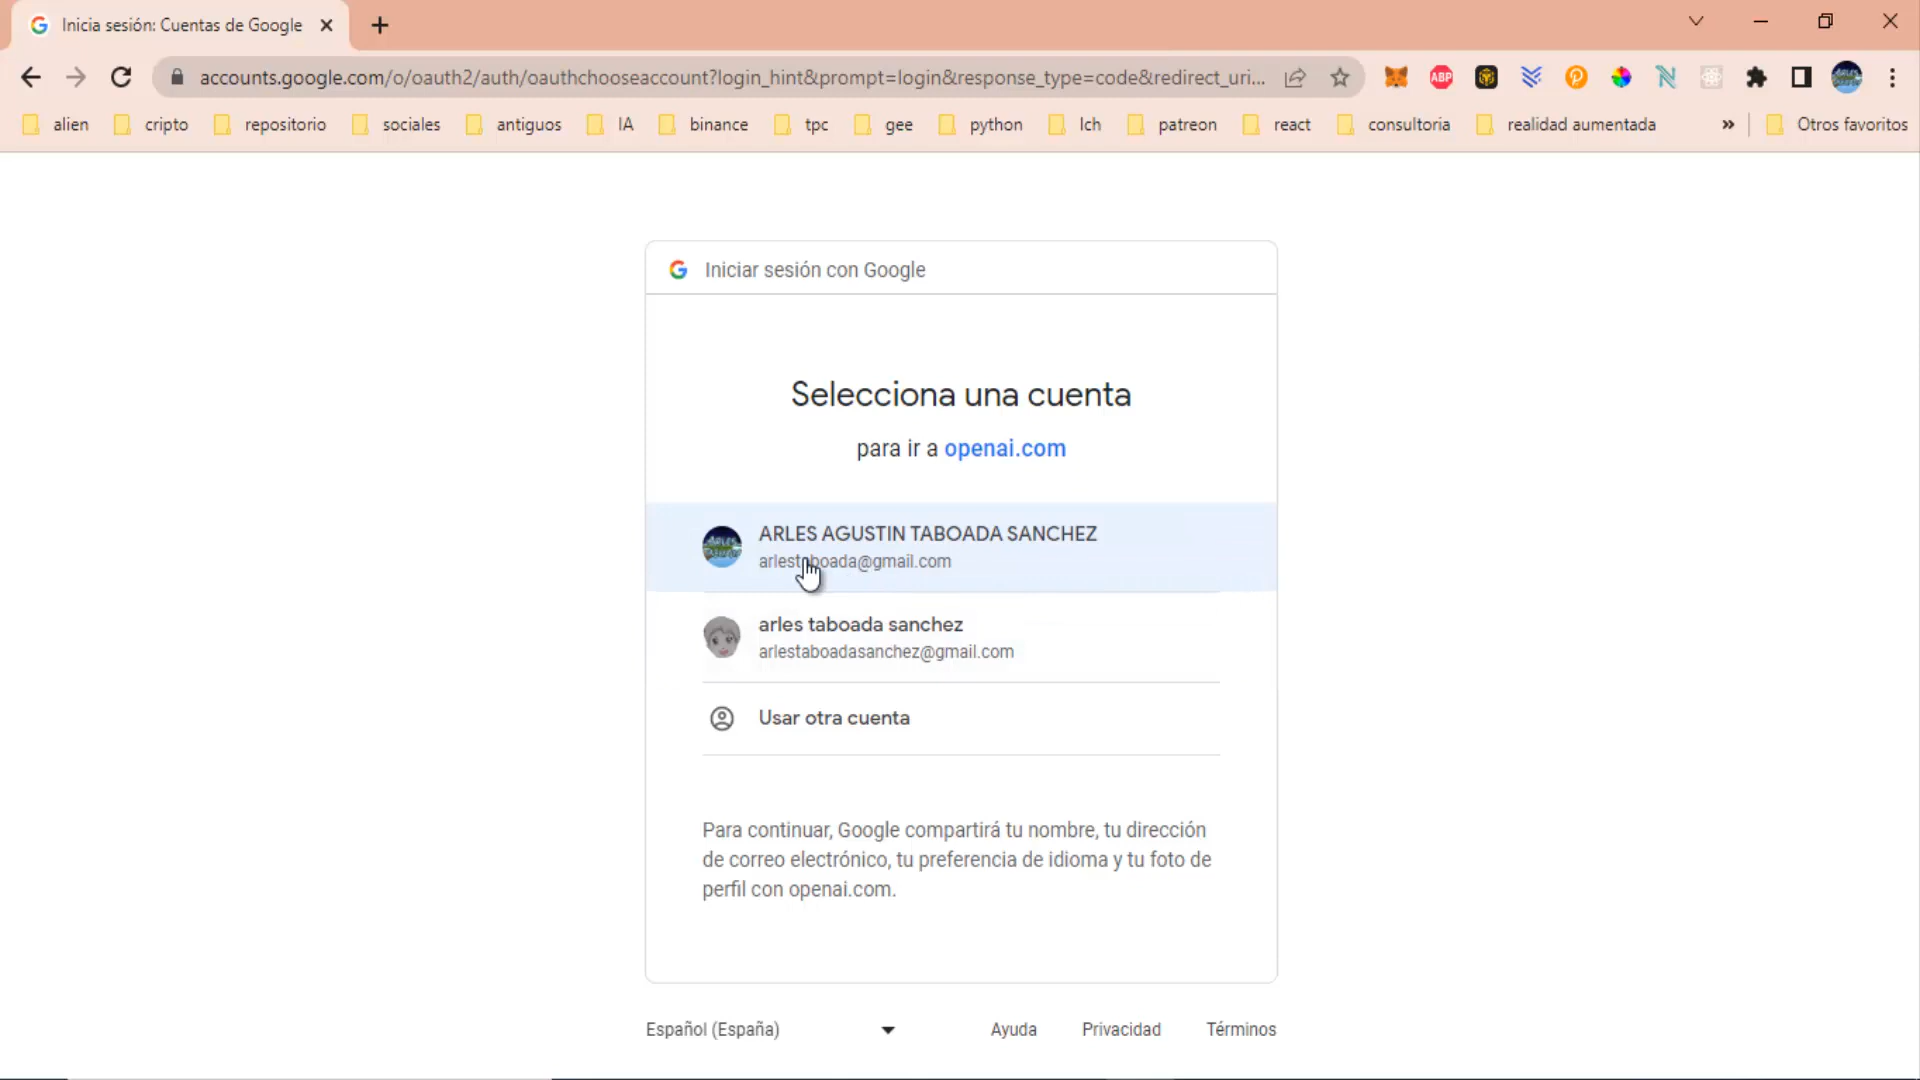 Inicia sesión: Cuentas de Google
accounts.google.com/o/oauth2/auth/oauthchooseaccount?login_hint&prompt=login&response_type=code&redirect_uri...
ABP
alien
cripto
repositorio
sociales
antiguos
IA
binance
tpc
gee
python
lch
patreon
react
consultoria
realidad aumentada
»
Otros favoritos
Iniciar sesión con Google
Selecciona una cuenta
para ir a openai.com
ARLES AGUSTIN TABOADA SANCHEZ
arlestaboada@gmail.com
arles taboada sanchez
arlestaboadasanchez@gmail.com
Usar otra cuenta
Para continuar, Google compartirá tu nombre, tu dirección
de correo electrónico, tu preferencia de idioma y tu foto de
perfil con openai.com.
Español (España)
Ayuda
Privacidad
Términos